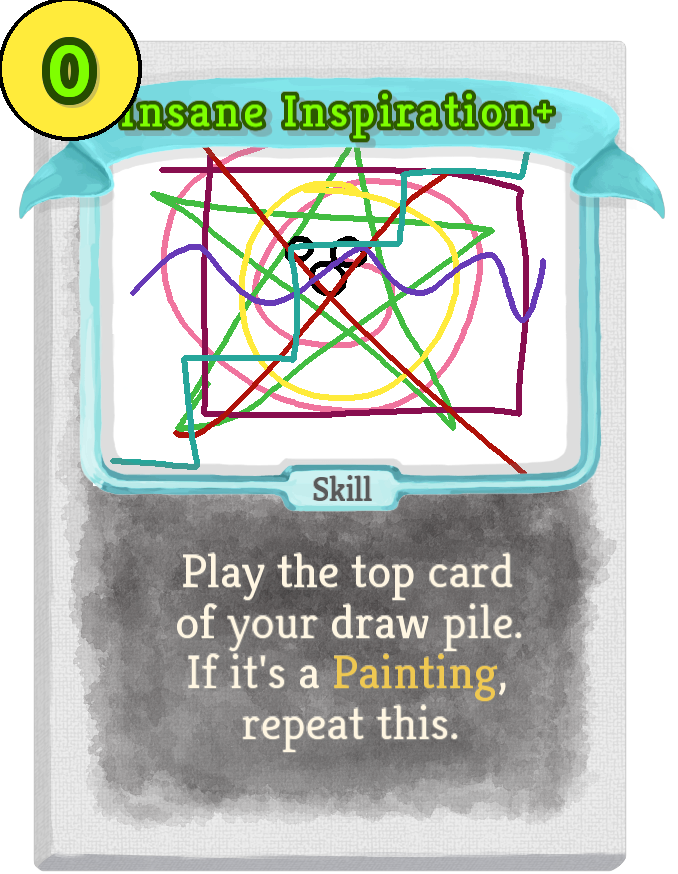 0
Insane Inspiration+
Skill
Play the top card
of your draw pile.
If it's a Painting,
repeat this.